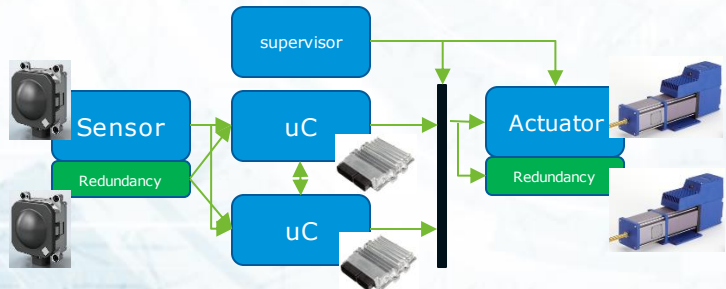 supervisor
Sensor
Redundancy
uC
uC
Actuator
Redundancy